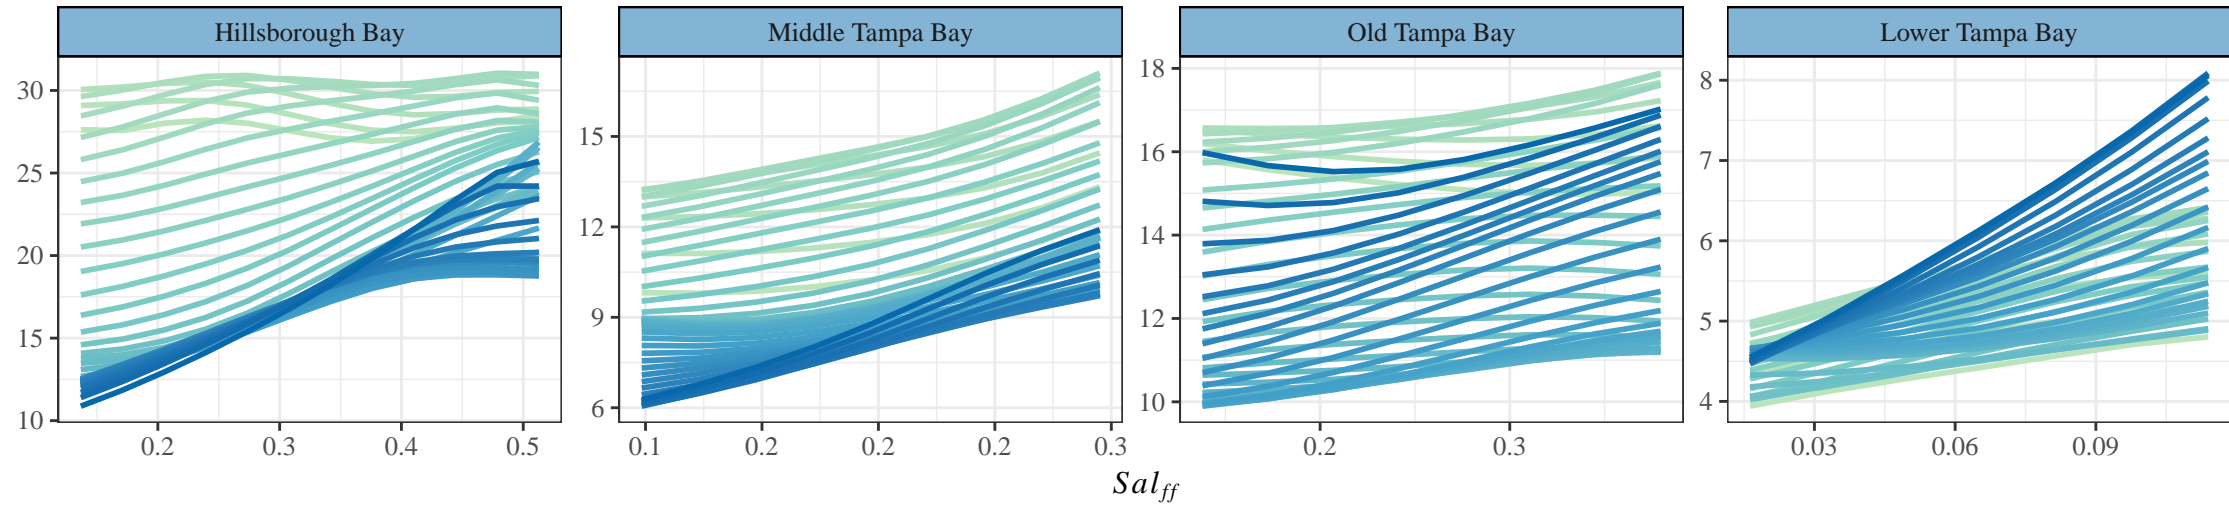 Hillsborough Bay Middle Tampa Bay Old Tampa Bay Lower Tampa Bay
30 25 20 15 10
15 12 9 6
18 16 14 12 10
8 7 6 5 4
0.2 0.3 0.4 0.5
0.1 0.2 0.2 0.2 0.3
0.2 0.3
0.03 0.06 0.09
Sal_ff